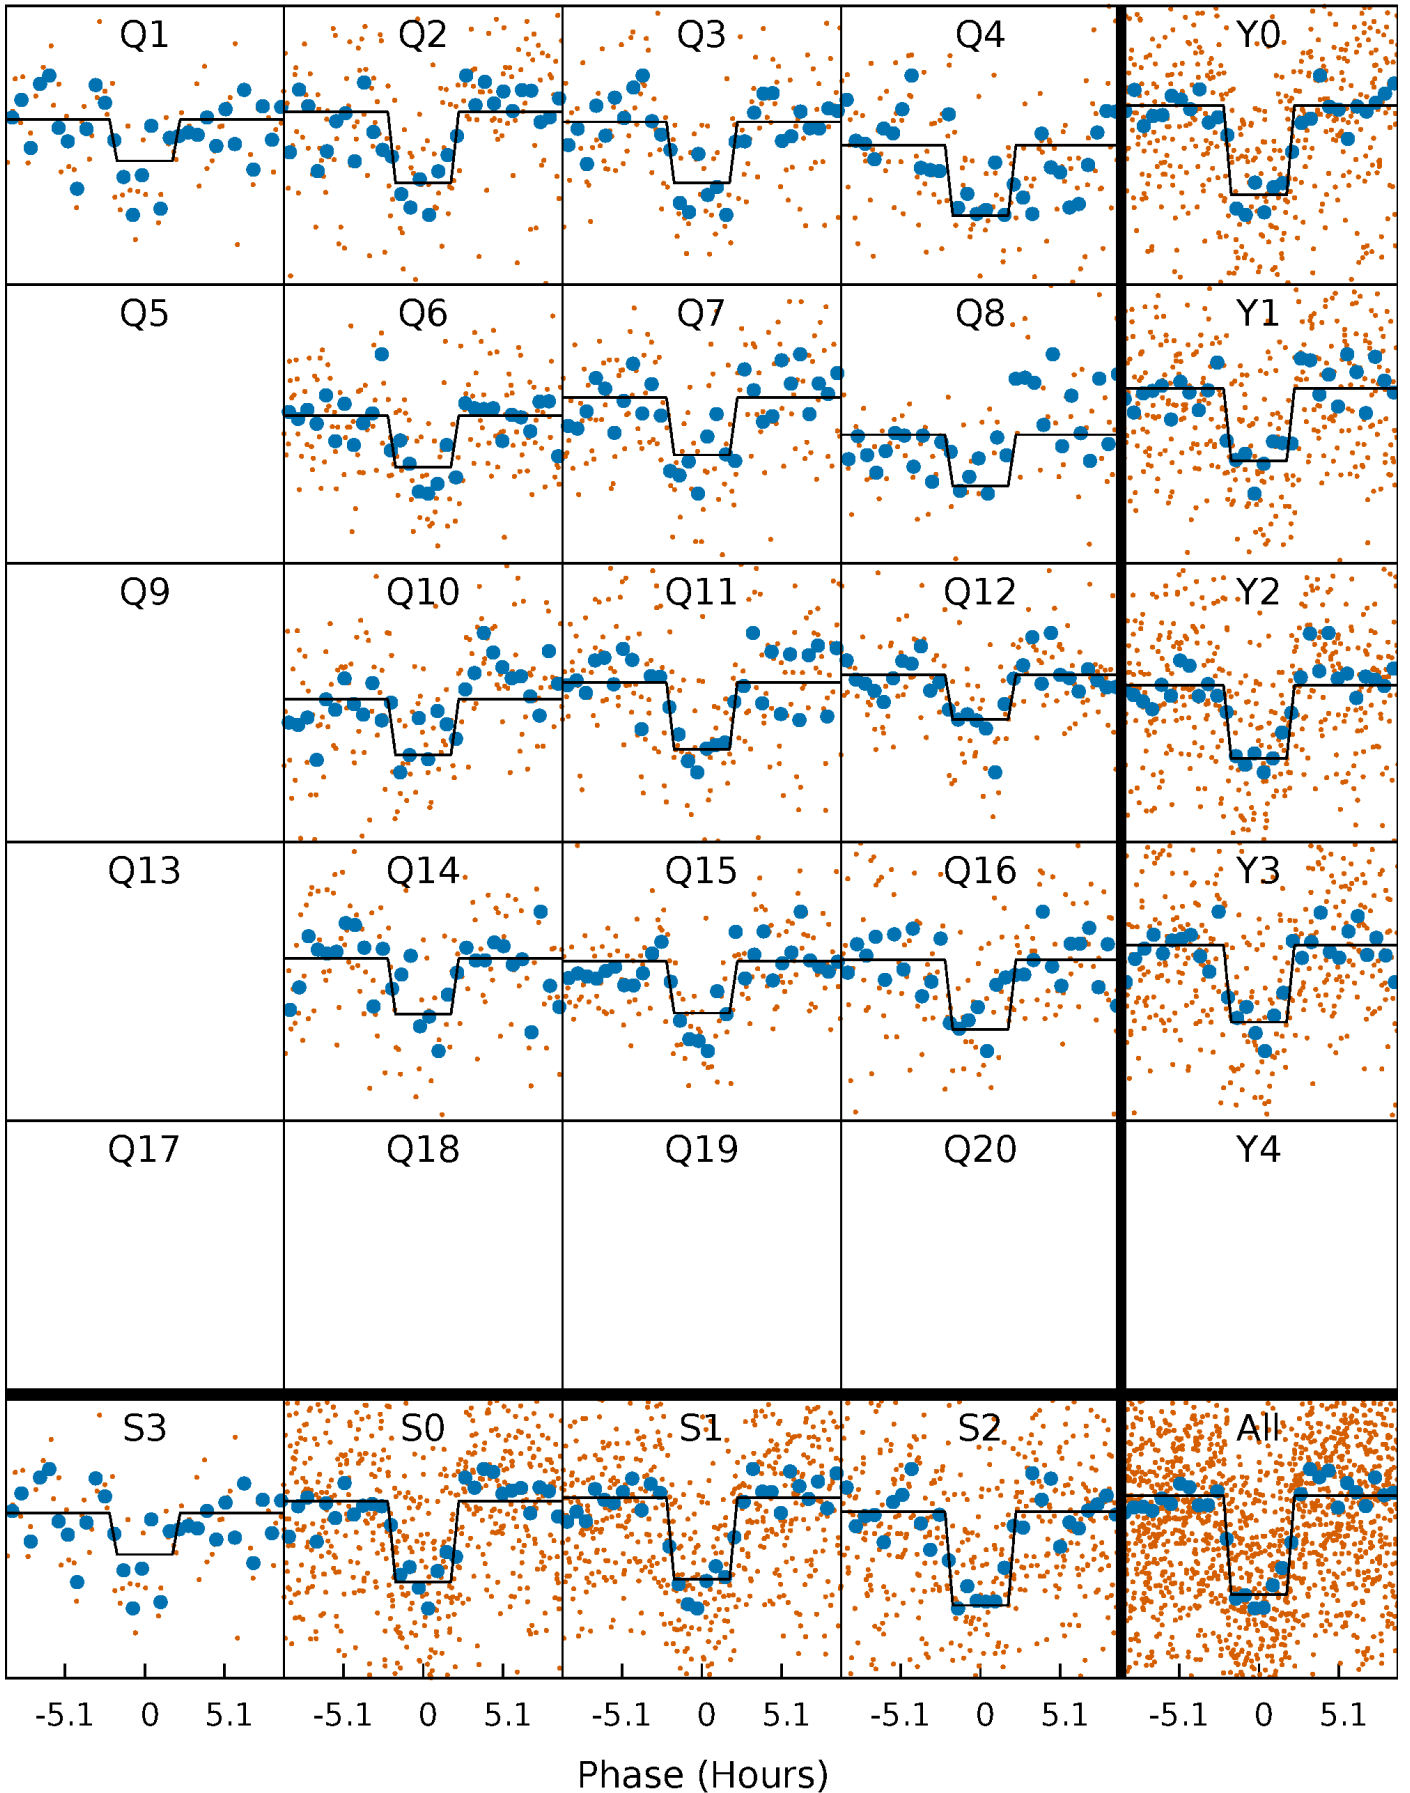 Q1 Q2 Q3 Q4 Y0
Q5 Q6 Q7 Q8 Y1
Q9 Q10 Q11 Q12 Y2
Q13 Q14 Q15 Q16 Y3
Q17 Q18 Q19 Q20 Y4
S3 S0 S1 S2 All
-5.1 0 5.1 -5.1 0 5.1 -5.1 0 5.1 -5.1 0 5.1 -5.1 0 5.1
Phase (Hours)